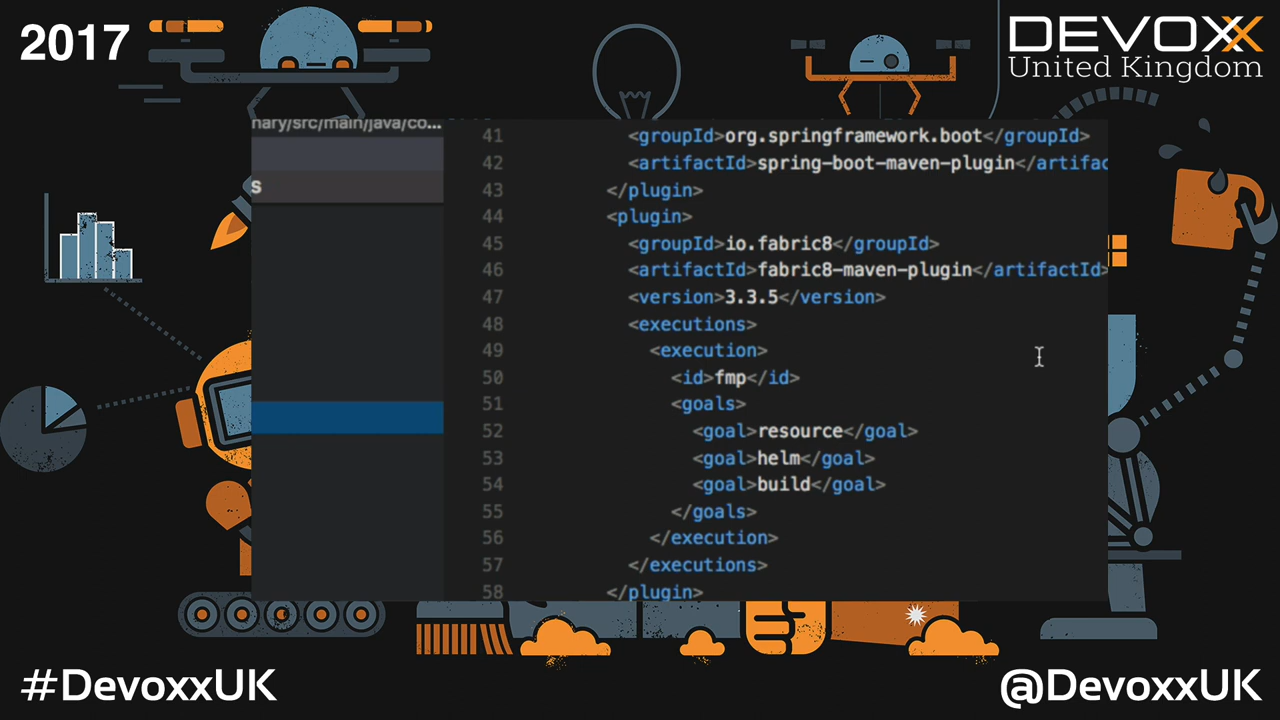 2017
DEVOXX
United Kingdom
nary/src/main/java/co...
s
41 <groupId>org.springframework.boot</groupId>
42 <artifactId>spring-boot-maven-plugin</artifac
43 </plugin>
44 <plugin>
45 <groupId>io.fabric8</groupId>
46 <artifactId>fabric8-maven-plugin</artifactId>
47 <version>3.3.5</version>
48 <executions>
49 <execution>
50 <id>fmp</id>
51 <goals>
52 <goal>resource</goal>
53 <goal>helm</goal>
54 <goal>build</goal>
55 </goals>
56 </execution>
57 </executions>
58 </plugin>
#DevoxxUK
@DevoxxUK